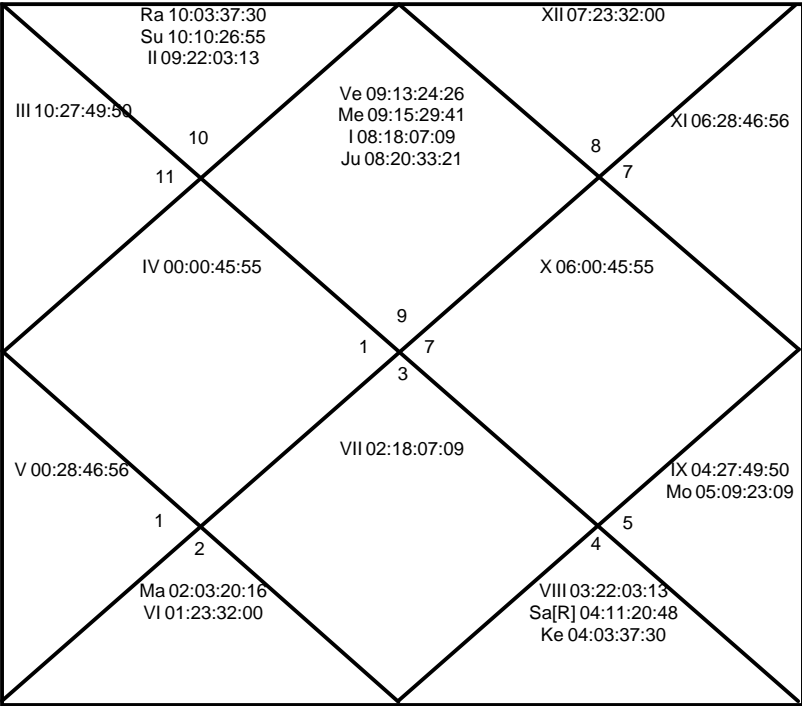 Ra 10:03:37:30
Su 10:10:26:55
II 09:22:03:13
XII 07:23:32:00
Ve 09:13:24:26
Me 09:15:29:41
I 08:18:07:09
Ju 08:20:33:21
III 10:27:49:50
XI 06:28:46:56
10
8
11
7
IV 00:00:45:55
X 06:00:45:55
9
1
7
3
VII 02:18:07:09
V 00:28:46:56
IX 04:27:49:50
Mo 05:09:23:09
1
5
2
4
Ma 02:03:20:16
VI 01:23:32:00
VIII 03:22:03:13
Sa[R] 04:11:20:48
Ke 04:03:37:30